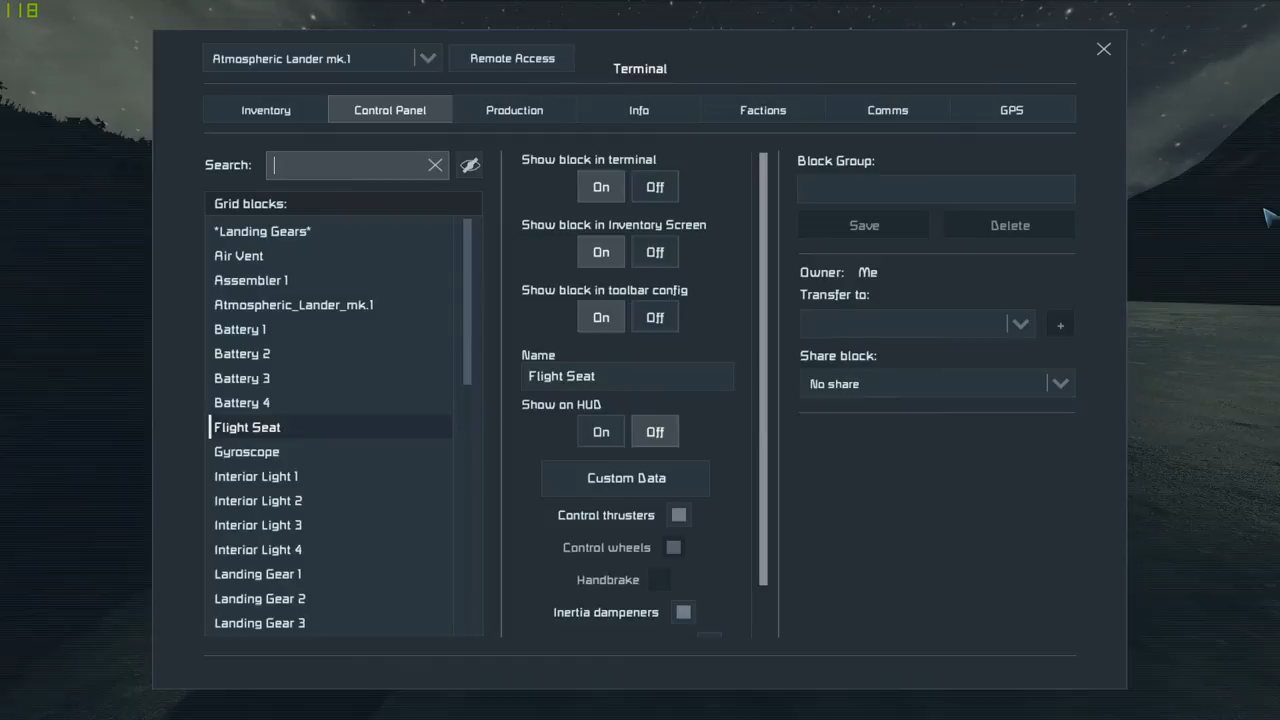 118
Atmospheric Lander mk.1
Remote Access
Terminal
Inventory
Control Panel
Production
Info
Factions
Comms
GPS
Search:
Grid blocks:
*Landing Gears*
Air Vent
Assembler 1
Atmospheric_Lander_mk.1
Battery 1
Battery 2
Battery 3
Battery 4
Flight Seat
Gyroscope
Interior Light 1
Interior Light 2
Interior Light 3
Interior Light 4
Landing Gear 1
Landing Gear 2
Landing Gear 3
Show block in terminal
On Off
Show block in Inventory Screen
On Off
Show block in toolbar config
On Off
Name
Flight Seat
Show on HUD
On Off
Custom Data
Control thrusters
Control wheels
Handbrake
Inertia dampeners
Block Group:
Save Delete
Owner: Me
Transfer to:
+
Share block:
No share